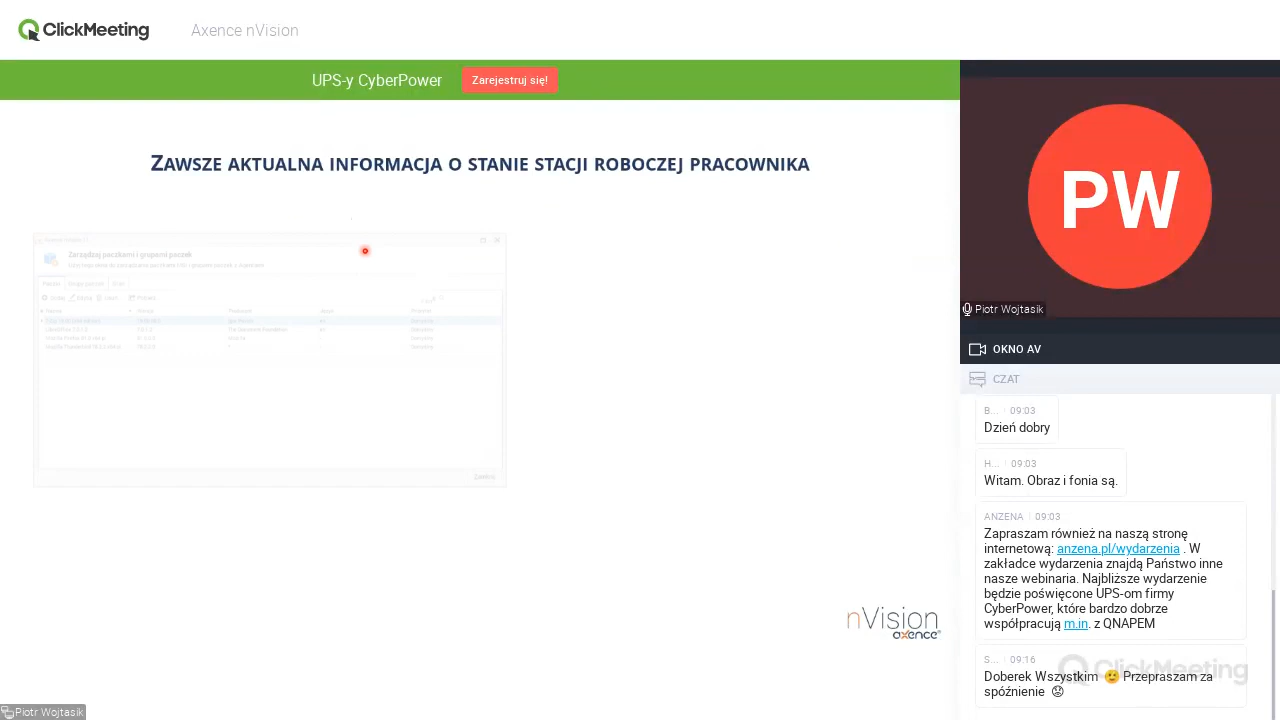 ClickMeeting
Axence nVision
UPS-y CyberPower
Zarejestruj się!
Zawsze aktualna informacja o stanie stacji roboczej pracownika
Zarządzaj paczkami i grupami paczek
Zamknij
nVision
axence®
Piotr Wojtasik
PW
Piotr Wojtasik
OKNO AV
CZAT
B... 09:03
Dzień dobry
H... 09:03
Witam. Obraz i fonia są.
ANZENA 09:03
Zapraszam również na naszą stronę
internetową: anzena.pl/wydarzenia . W
zakładce wydarzenia znajdą Państwo inne
nasze webinaria. Najbliższe wydarzenie
będzie poświęcone UPS-om firmy
CyberPower, które bardzo dobrze
współpracują m.in. z QNAPEM
S... 09:16
Doberek Wszystkim 🥲 Przepraszam za
spóźnienie 😟
ClickMeeting